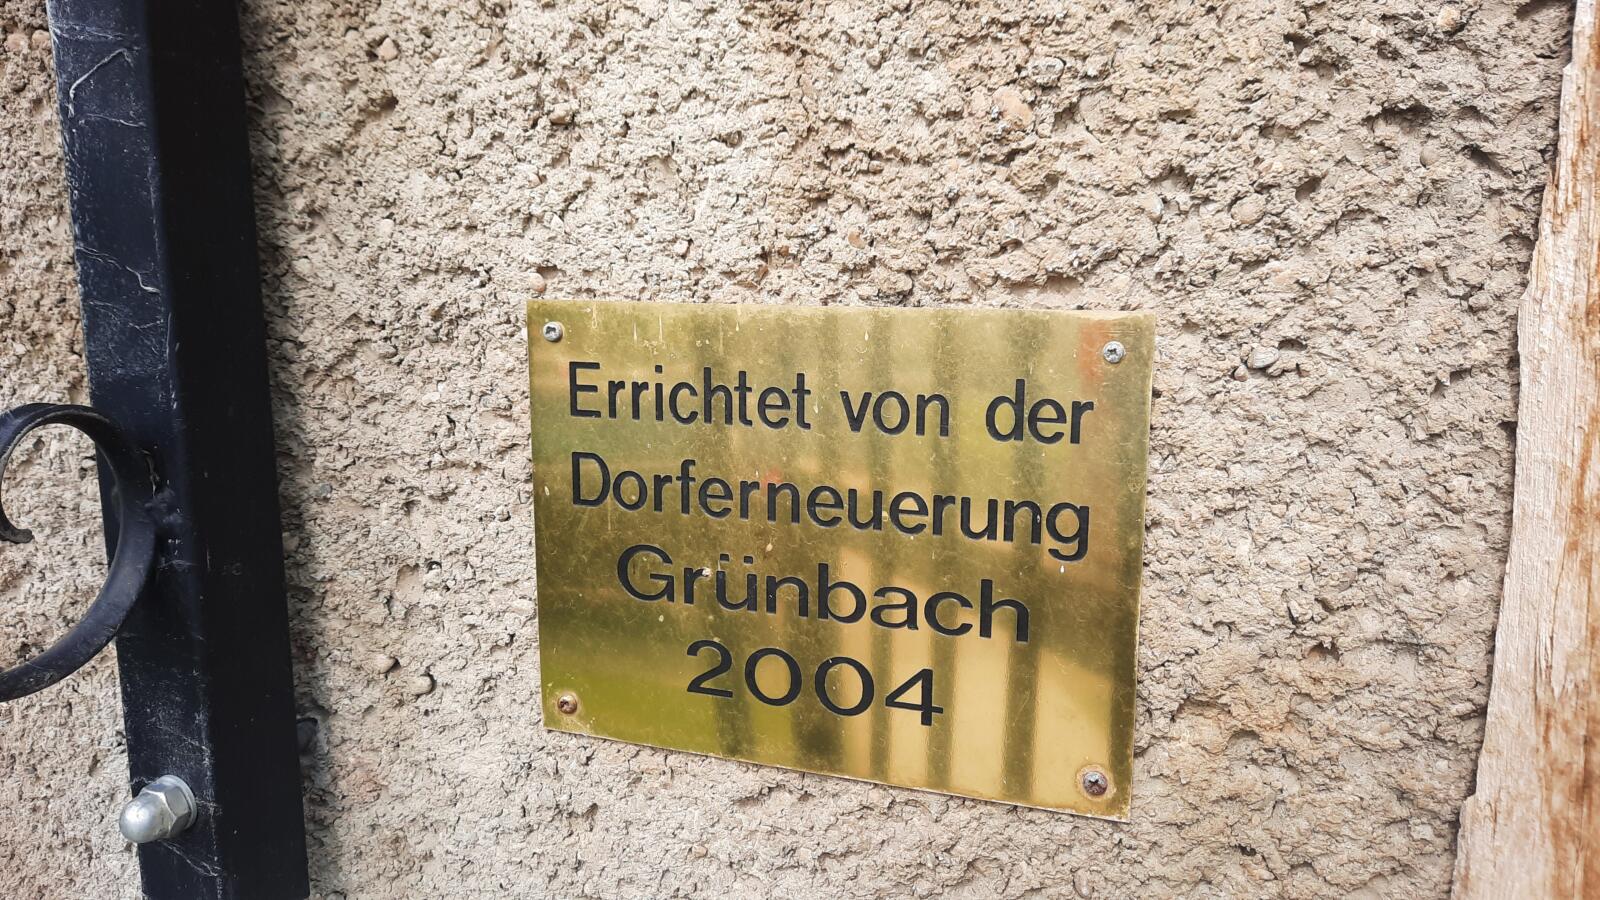 Errichtet von der
Dorferneuerung
Grünbach
2004